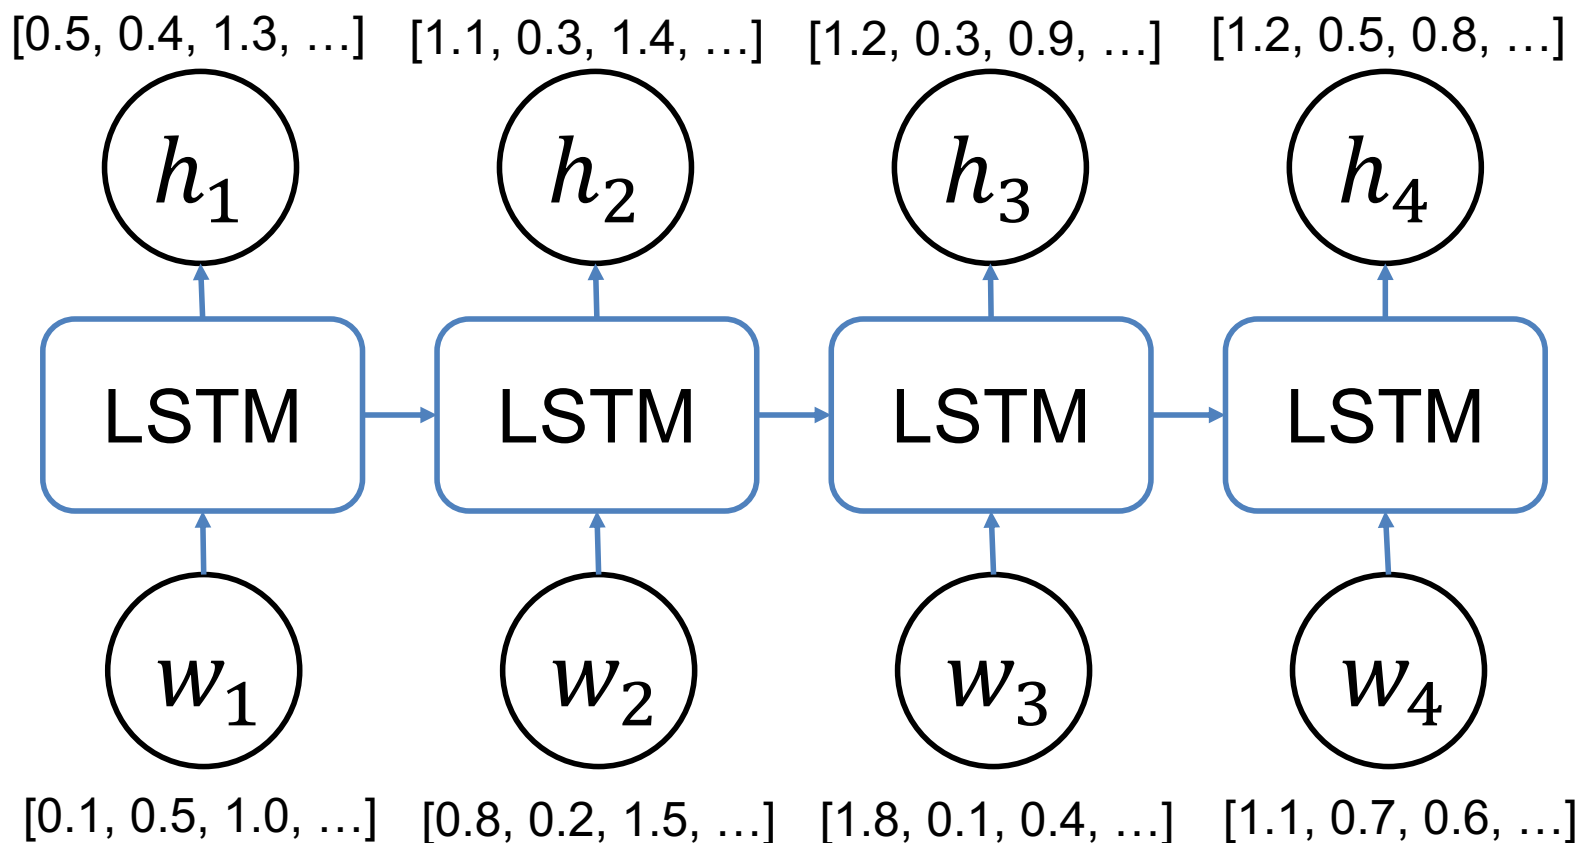 [0.5, 0.4, 1.3, …] [1.1, 0.3, 1.4, …] [1.2, 0.3, 0.9, …] [1.2, 0.5, 0.8, …]
h₁ h₂ h₃ h₄
LSTM LSTM LSTM LSTM
w₁ w₂ w₃ w₄
[0.1, 0.5, 1.0, …] [0.8, 0.2, 1.5, …] [1.8, 0.1, 0.4, …] [1.1, 0.7, 0.6, …]